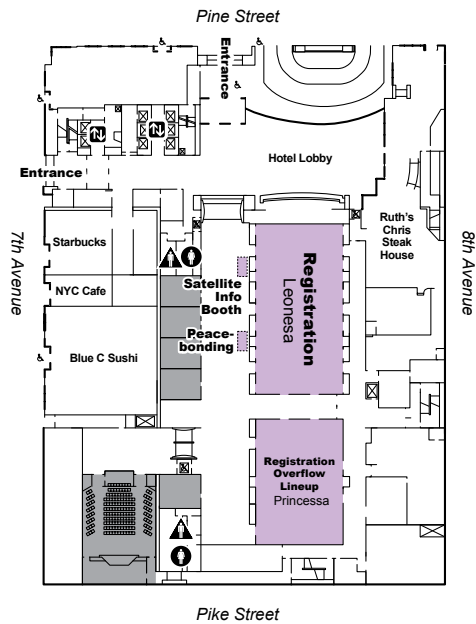 Pine Street
Entrance
Hotel Lobby
Entrance
7th Avenue
8th Avenue
Starbucks
NYC Cafe
Blue C Sushi
Ruth's
Chris
Steak
House
Satellite
Info
Booth
Peace-
bonding
Registration
Leonesa
Registration
Overflow
Lineup
Princessa
Pike Street